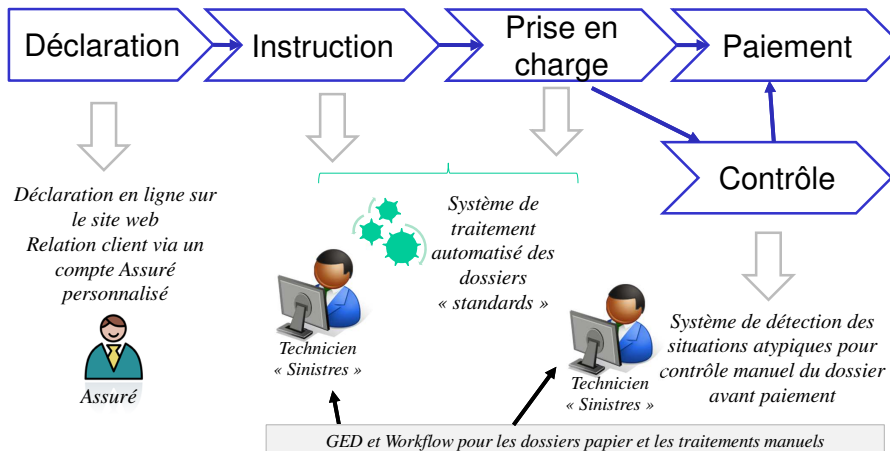 Déclaration
Instruction
Prise en
charge
Paiement
Contrôle
Déclaration en ligne sur
le site web
Relation client via un
compte Assuré
personnalisé
Assuré
Système de
traitement
automatisé des
dossiers
« standards »
Technicien
« Sinistres »
Technicien
« Sinistres »
Système de détection des
situations atypiques pour
contrôle manuel du dossier
avant paiement
GED et Workflow pour les dossiers papier et les traitements manuels